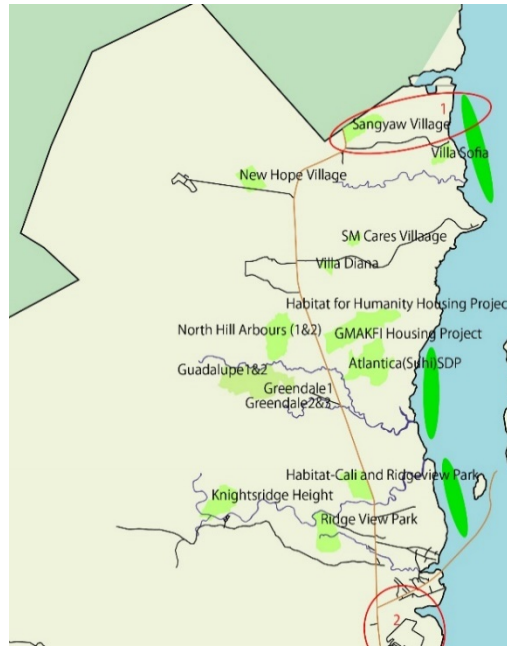 1
Sangyaw Village
Villa Sofia
New Hope Village
SM Cares Villaage
Villa Diana
Habitat for Humanity Housing Projec
North Hill Arbours (1&2)
GMAKFI Housing Project
Atlantica(Suhi)SDP
Guadalupe1&2
Greendale1
Greendale2&3
Habitat-Cali and Ridgeview Park
Knightsridge Height
Ridge View Park
2